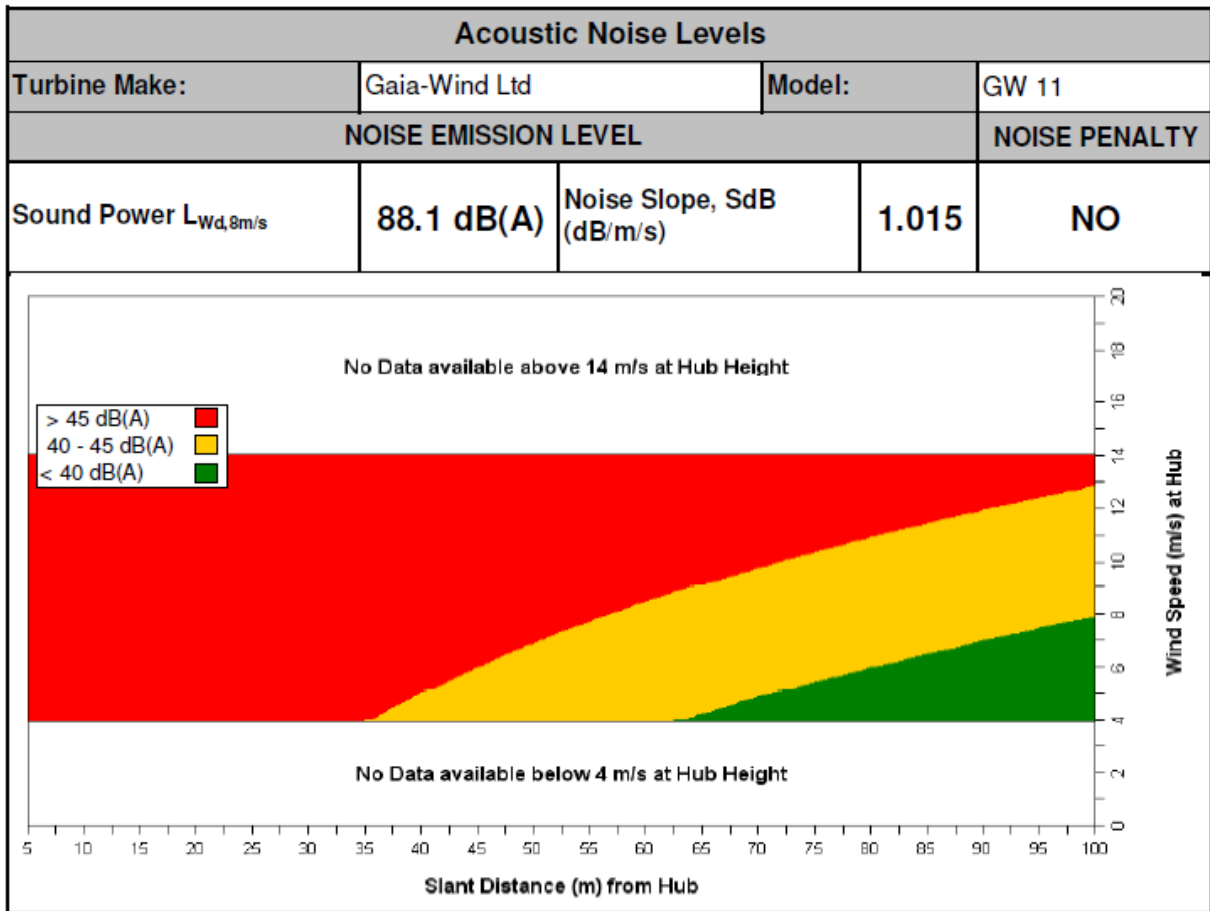 Acoustic Noise Levels
Turbine Make: Gaia-Wind Ltd Model: GW 11
NOISE EMISSION LEVEL NOISE PENALTY
Sound Power LWd,8m/s 88.1 dB(A) Noise Slope, SdB (dB/m/s) 1.015 NO
No Data available above 14 m/s at Hub Height
> 45 dB(A)
40 - 45 dB(A)
< 40 dB(A)
No Data available below 4 m/s at Hub Height
20
18
16
14
12
10
8
6
4
2
0
Wind Speed (m/s) at Hub
5 10 15 20 25 30 35 40 45 50 55 60 65 70 75 80 85 90 95 100
Slant Distance (m) from Hub